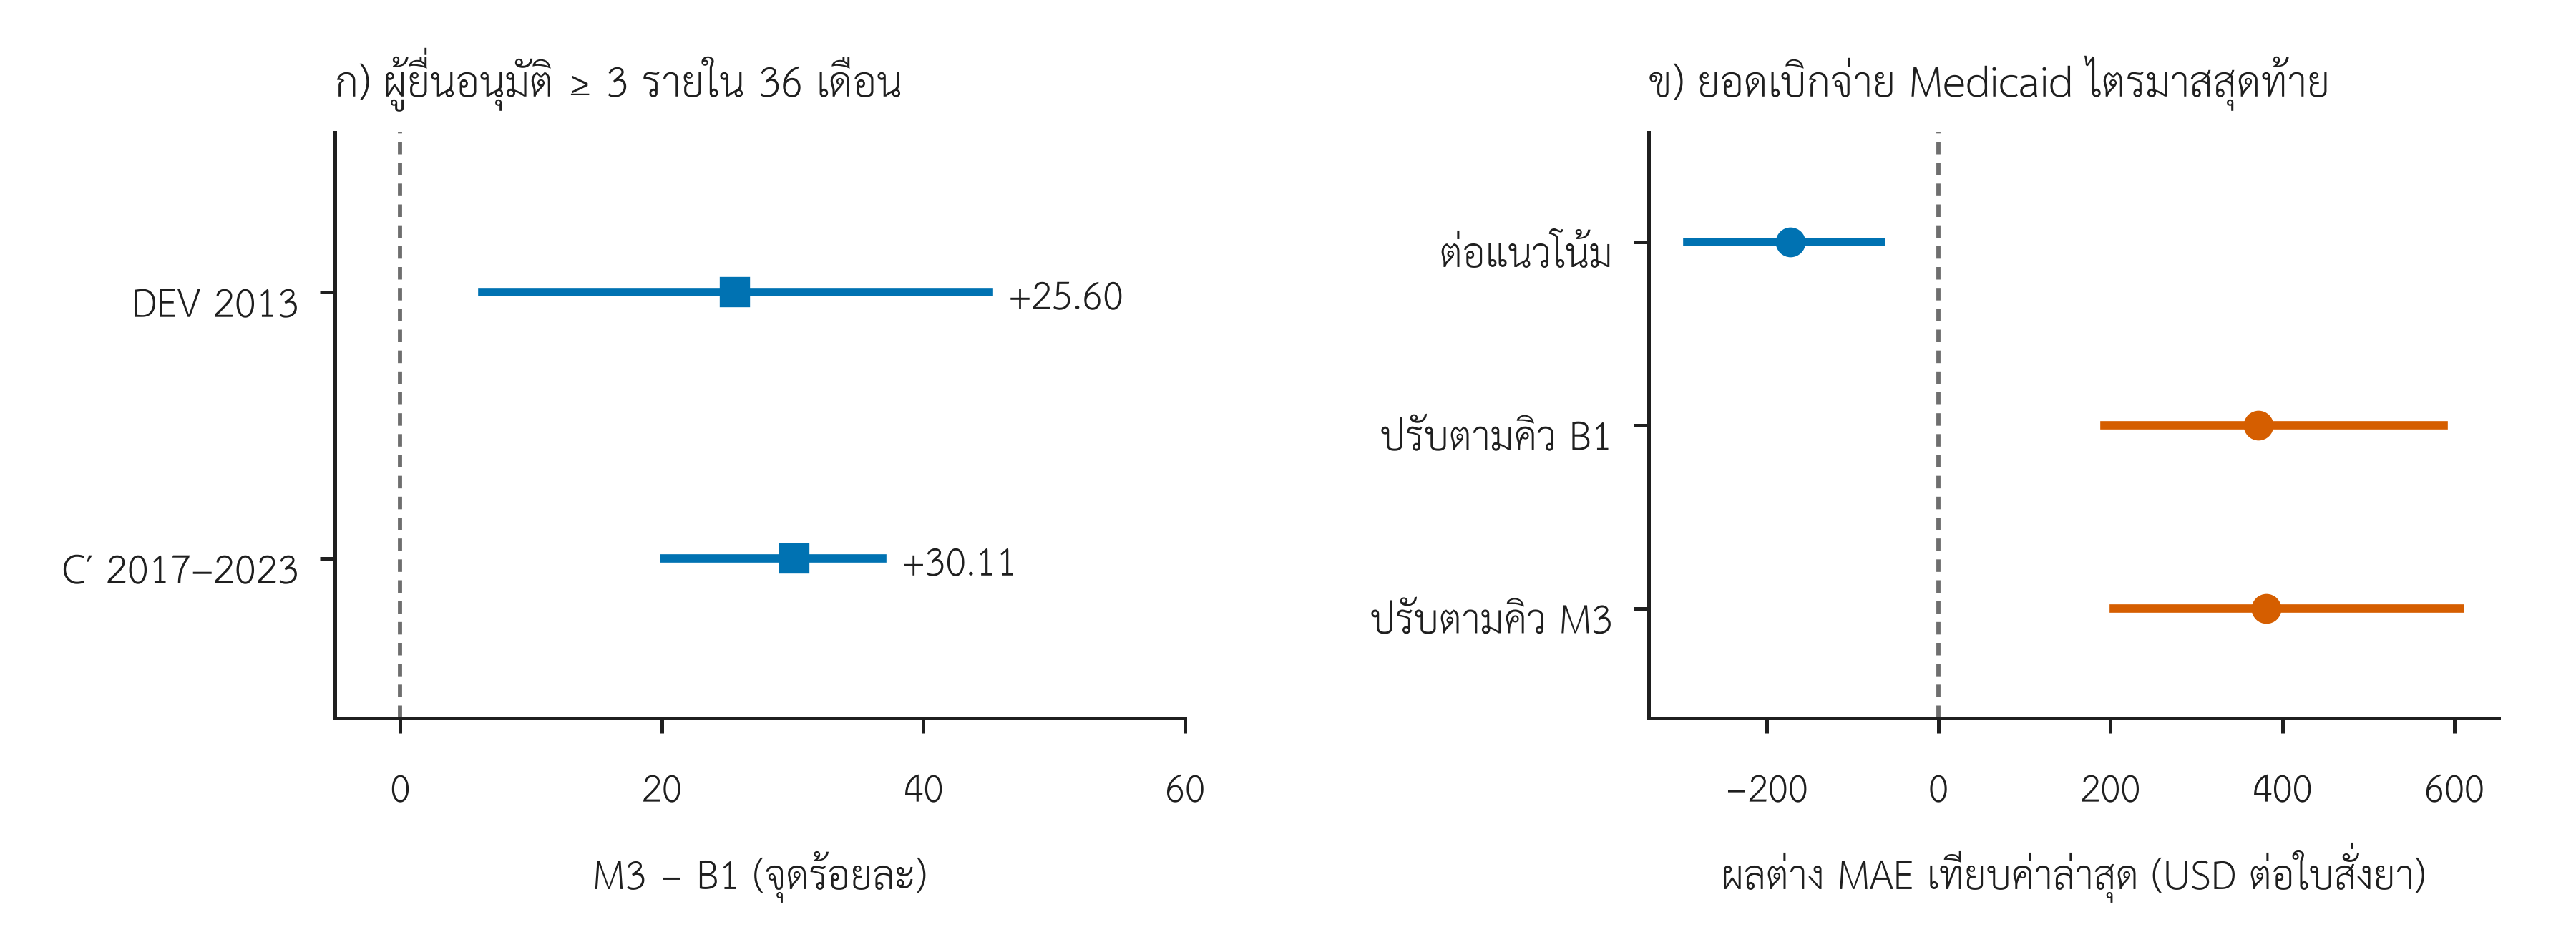 ก) ผู้ยื่นอนุมัติ ≥ 3 รายใน 36 เดือน
DEV 2013
+25.60
C′ 2017–2023
+30.11
0 20 40 60
M3 – B1 (จุดร้อยละ)
ข) ยอดเบิกจ่าย Medicaid ไตรมาสสุดท้าย
ต่อแนวโน้ม
ปรับตามคิว B1
ปรับตามคิว M3
−200 0 200 400 600
ผลต่าง MAE เทียบค่าล่าสุด (USD ต่อใบสั่งยา)